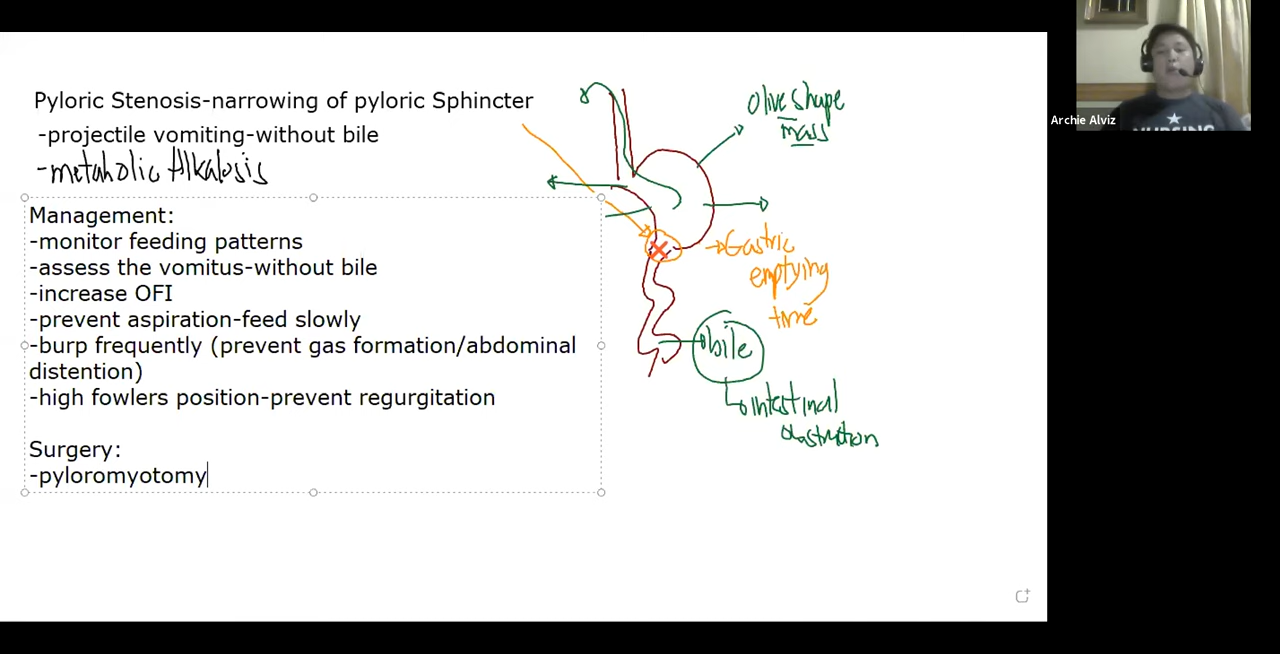 Pyloric Stenosis-narrowing of pyloric Sphincter
-projectile vomiting-without bile
-metabolic Alkalosis
Management:
-monitor feeding patterns
-assess the vomitus-without bile
-increase OFI
-prevent aspiration-feed slowly
-burp frequently (prevent gas formation/abdominal
distention)
-high fowlers position-prevent regurgitation
Surgery:
-pyloromyotomy
Olive shape
mass
Gastric
emptying
time
bile
intestinal
obstruction
Archie Alviz
NURSING